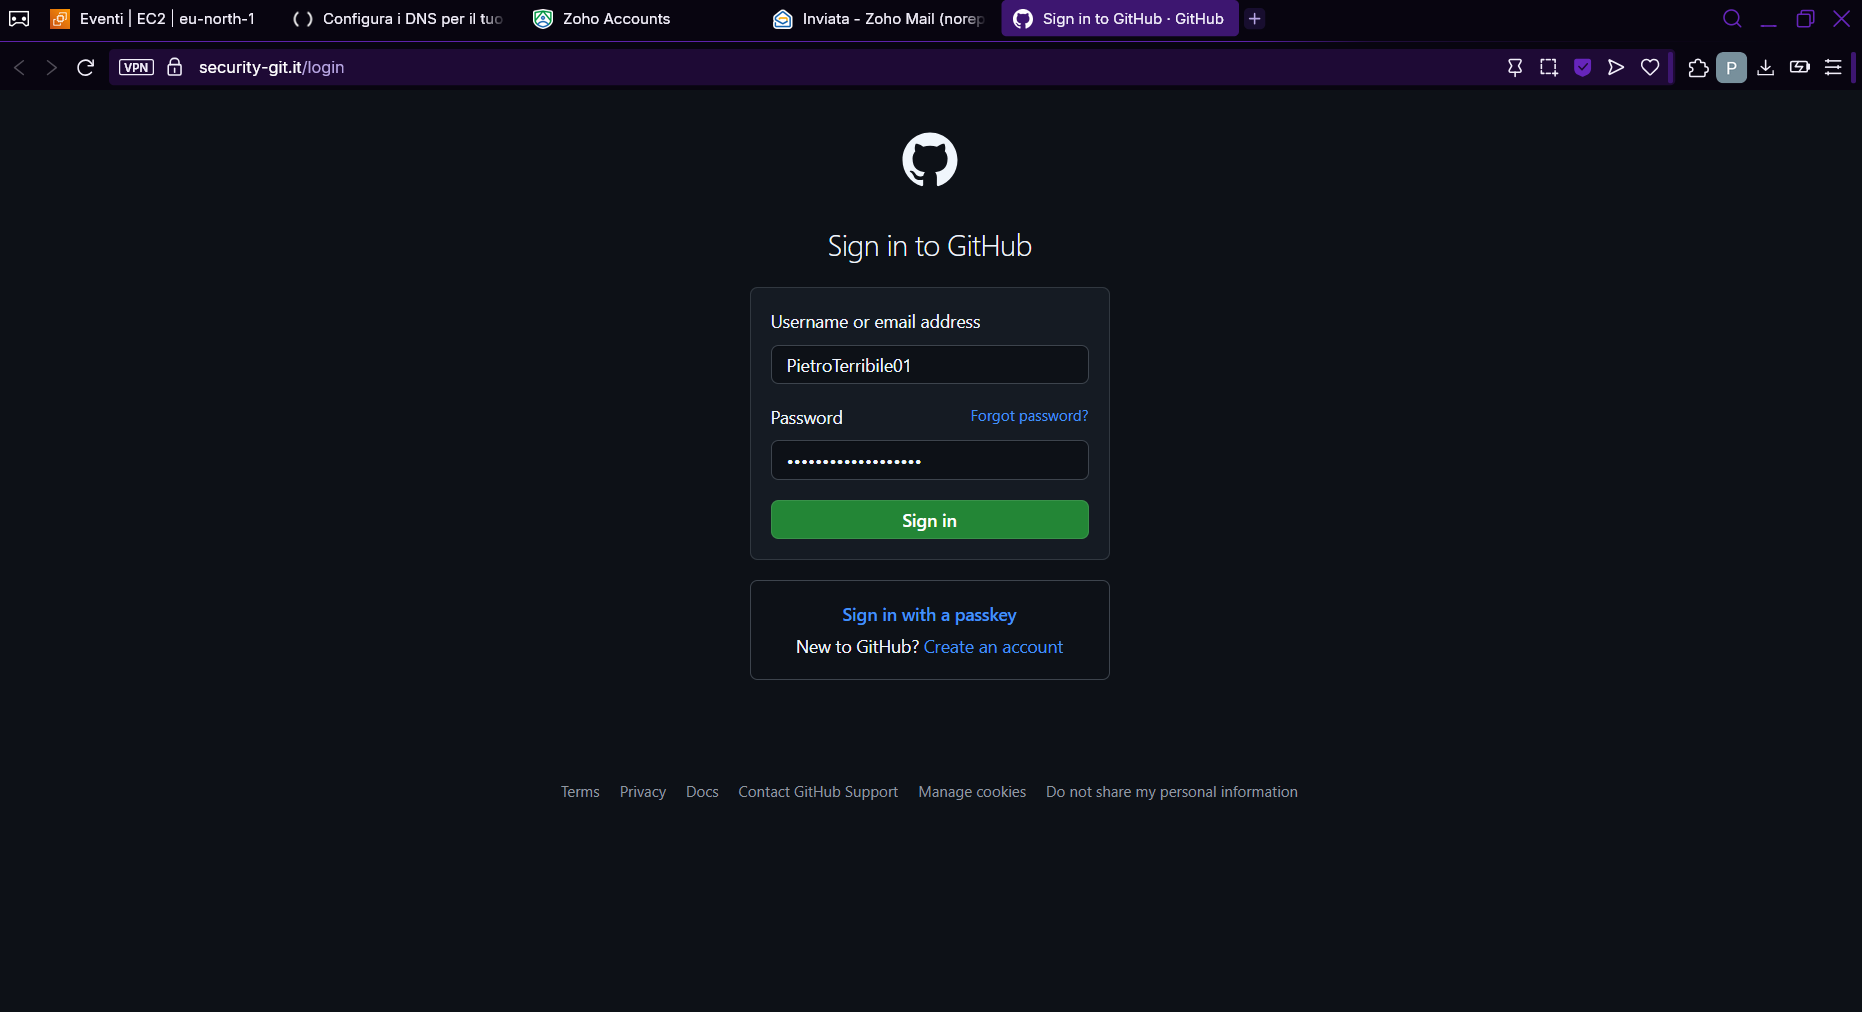 Eventi | EC2 | eu-north-1
Configura i DNS per il tuo
Zoho Accounts
Inviata - Zoho Mail (norep
Sign in to GitHub · GitHub
VPN
security-git.it/login
P
Sign in to GitHub
Username or email address
PietroTerribile01
Password
Forgot password?
Sign in
Sign in with a passkey
New to GitHub? Create an account
Terms Privacy Docs Contact GitHub Support Manage cookies Do not share my personal information